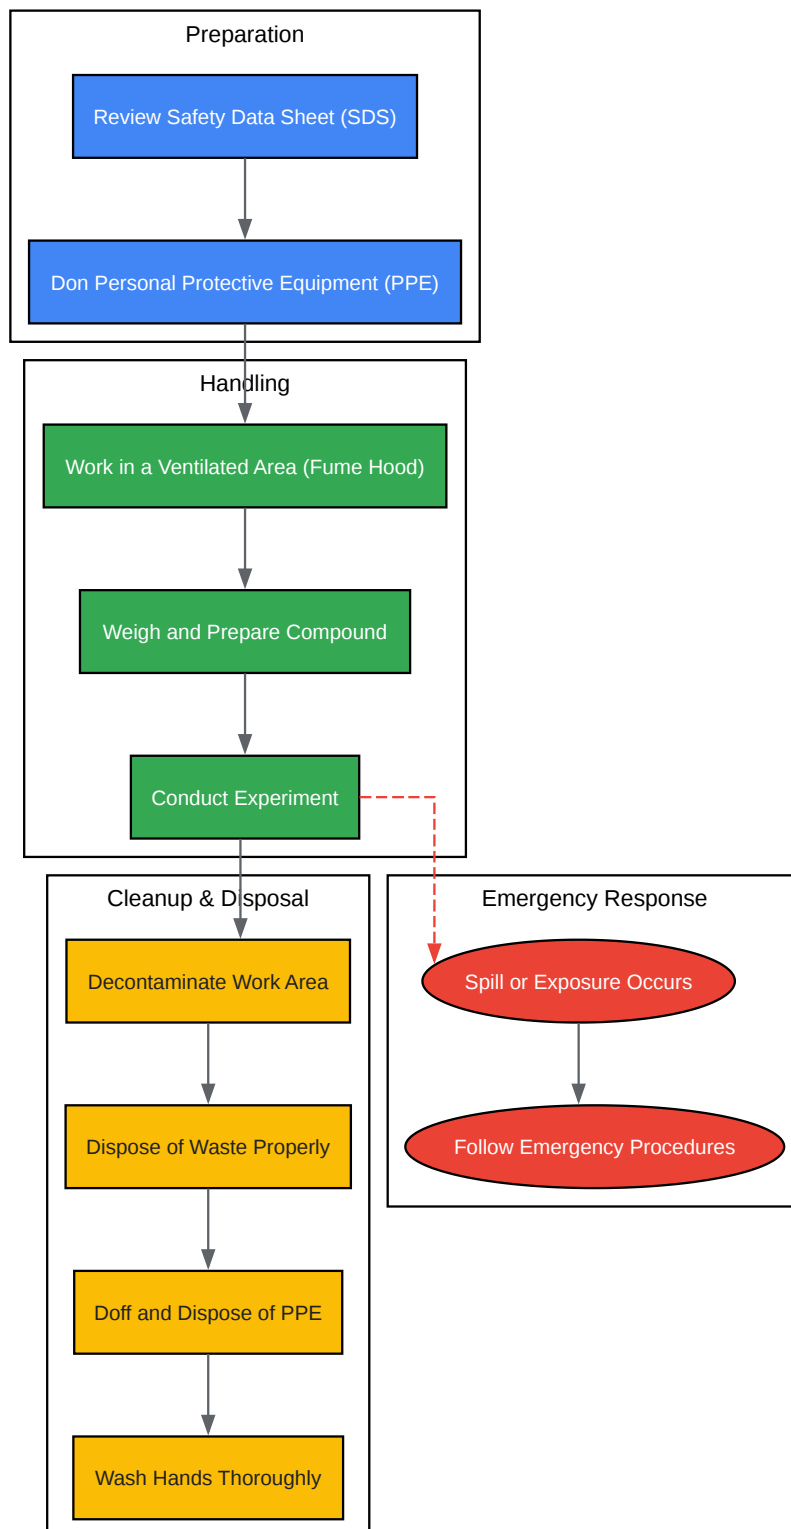 Preparation
Review Safety Data Sheet (SDS)
Don Personal Protective Equipment (PPE)
Handling
Work in a Ventilated Area (Fume Hood)
Weigh and Prepare Compound
Conduct Experiment
Cleanup & Disposal
Decontaminate Work Area
Dispose of Waste Properly
Doff and Dispose of PPE
Wash Hands Thoroughly
Emergency Response
Spill or Exposure Occurs
Follow Emergency Procedures